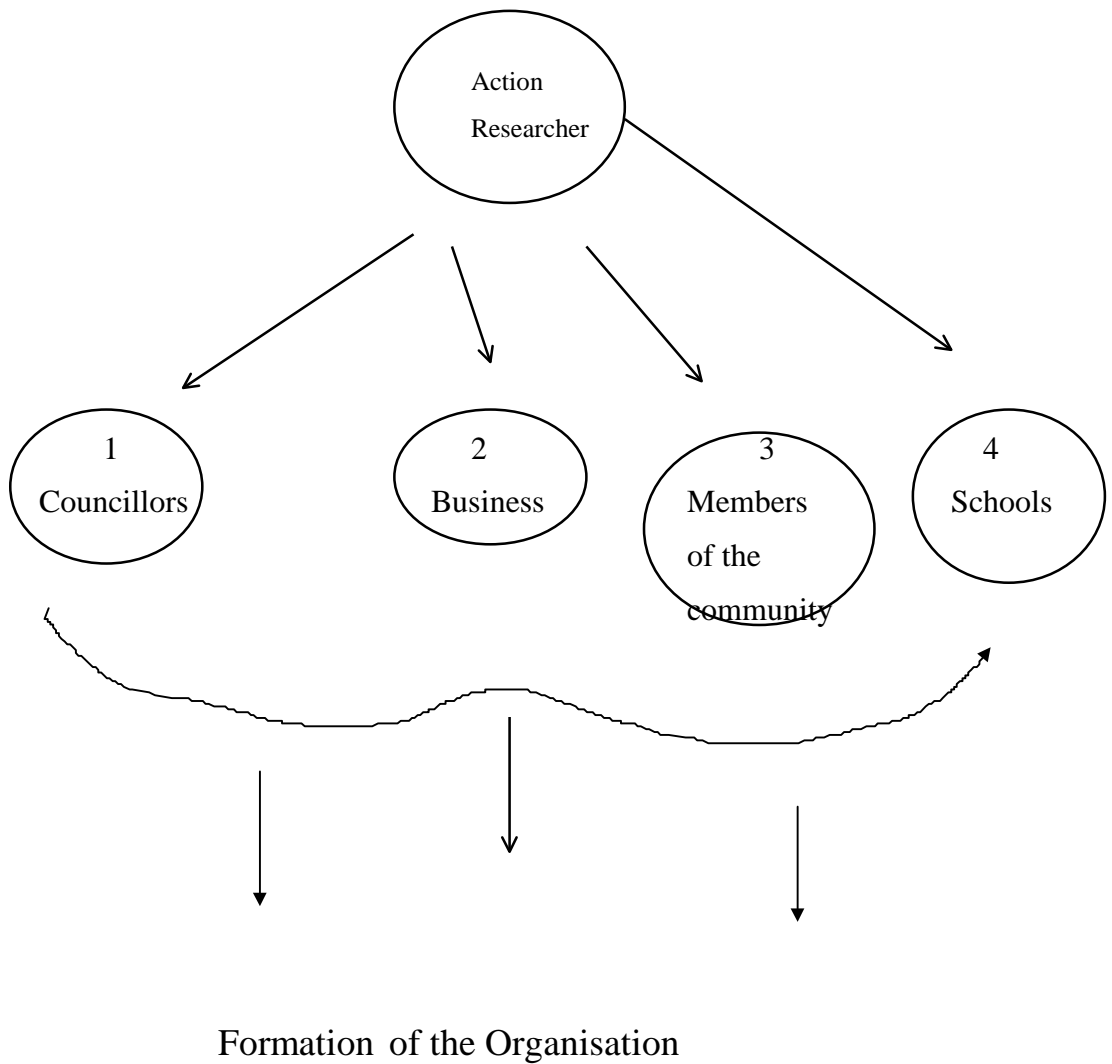 Action
Researcher
1
Councillors
2
Business
3
Members
of the
community
4
Schools
Formation of the Organisation